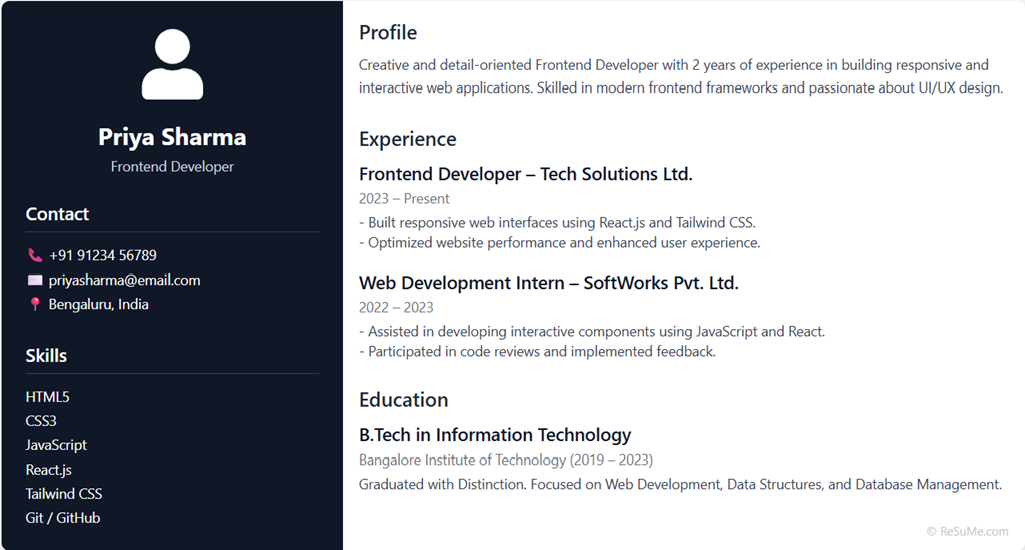 Priya Sharma
Frontend Developer
Contact
+91 91234 56789
priyasharma@email.com
Bengaluru, India
Skills
HTML5
CSS3
JavaScript
React.js
Tailwind CSS
Git / GitHub
Profile
Creative and detail-oriented Frontend Developer with 2 years of experience in building responsive and
interactive web applications. Skilled in modern frontend frameworks and passionate about UI/UX design.
Experience
Frontend Developer – Tech Solutions Ltd.
2023 – Present
- Built responsive web interfaces using React.js and Tailwind CSS.
- Optimized website performance and enhanced user experience.
Web Development Intern – SoftWorks Pvt. Ltd.
2022 – 2023
- Assisted in developing interactive components using JavaScript and React.
- Participated in code reviews and implemented feedback.
Education
B.Tech in Information Technology
Bangalore Institute of Technology (2019 – 2023)
Graduated with Distinction. Focused on Web Development, Data Structures, and Database Management.
© ReSuMe.com